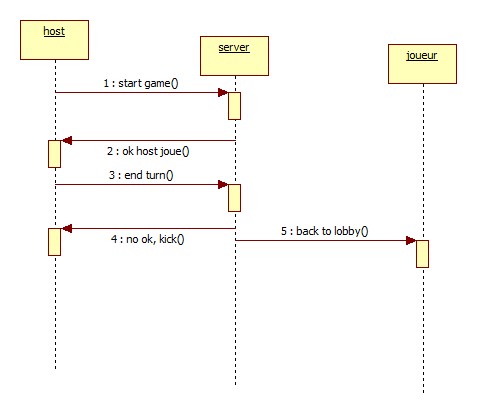 host
server
joueur
1 : start game()
2 : ok host joue()
3 : end turn()
4 : no ok, kick()
5 : back to lobby()